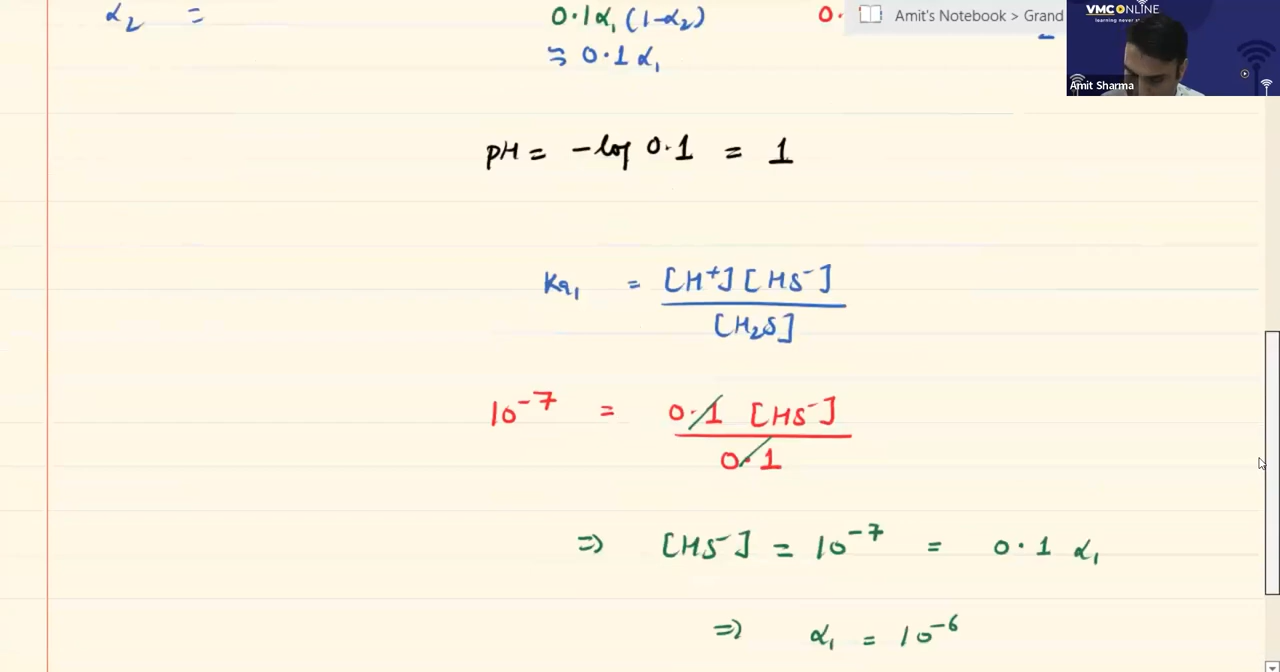 α₂ =
0.1α₁(1-α₂)
0.
Amit's Notebook > Grand
VMC ONLINE
Amit Sharma
≈ 0.1 α₁
pH = -log 0.1 = 1
Ka₁ = [H⁺][HS⁻]
[H₂S]
10⁻⁷ = 0.1 [HS⁻]
0.1
⇒ [HS⁻] = 10⁻⁷ = 0.1 α₁
⇒ α₁ = 10⁻⁶